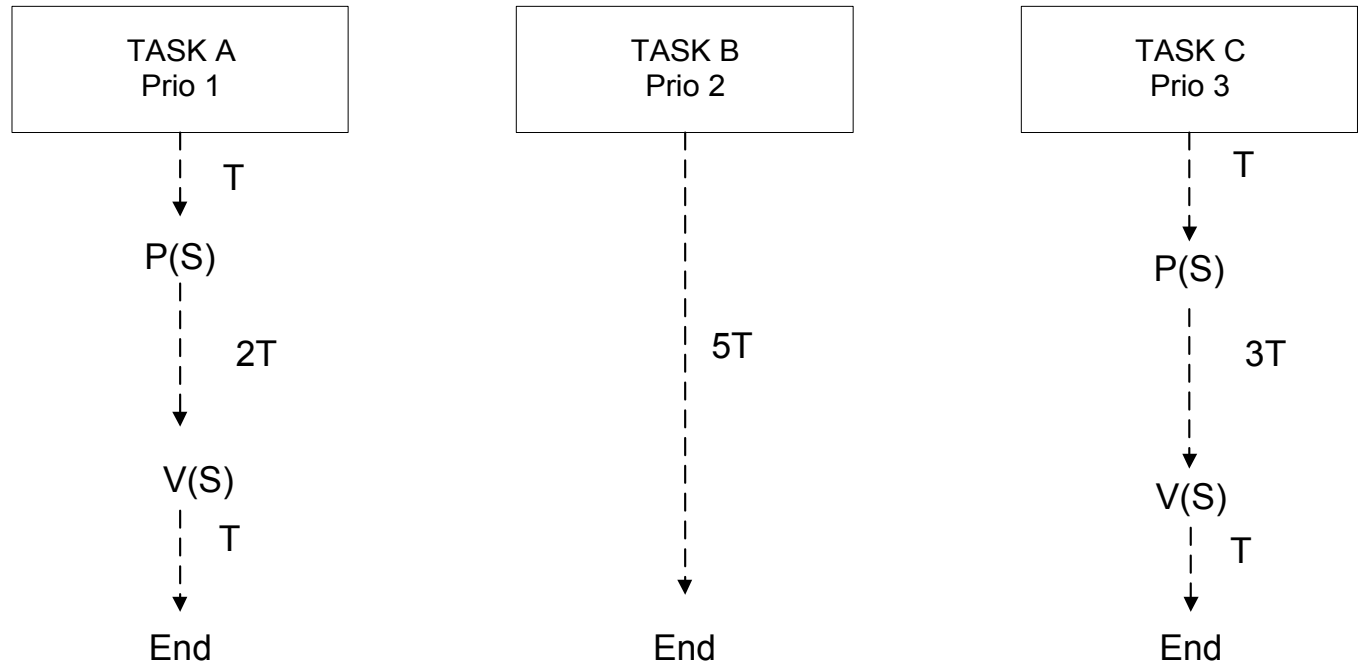 TASK A
Prio 1
T
P(S)
2T
V(S)
T
End
TASK B
Prio 2
5T
End
TASK C
Prio 3
T
P(S)
3T
V(S)
T
End